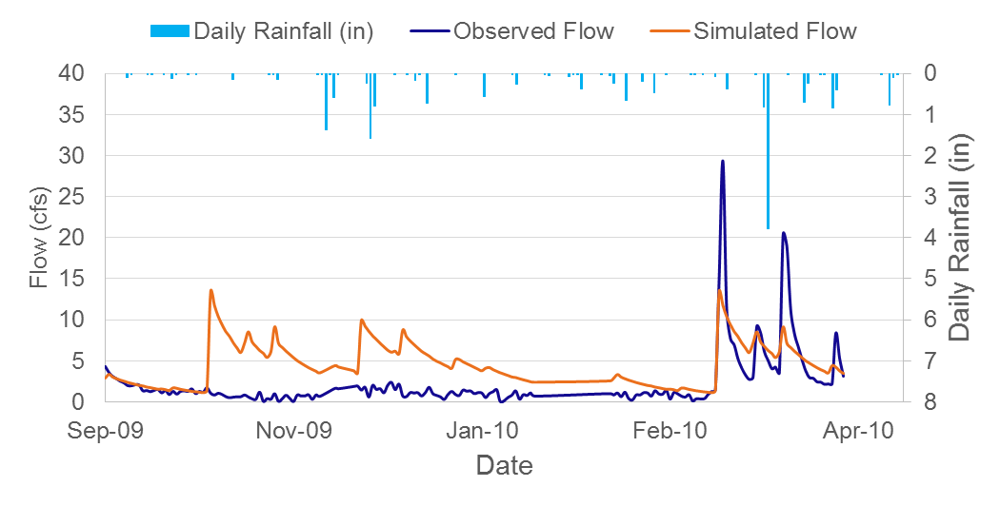 Daily Rainfall (in) Observed Flow Simulated Flow
40 0
35 1
30 2
25 3
20 4
15 5
10 6
5 7
0 8
Flow (cfs)
Daily Rainfall (in)
Sep-09 Nov-09 Jan-10 Feb-10 Apr-10
Date